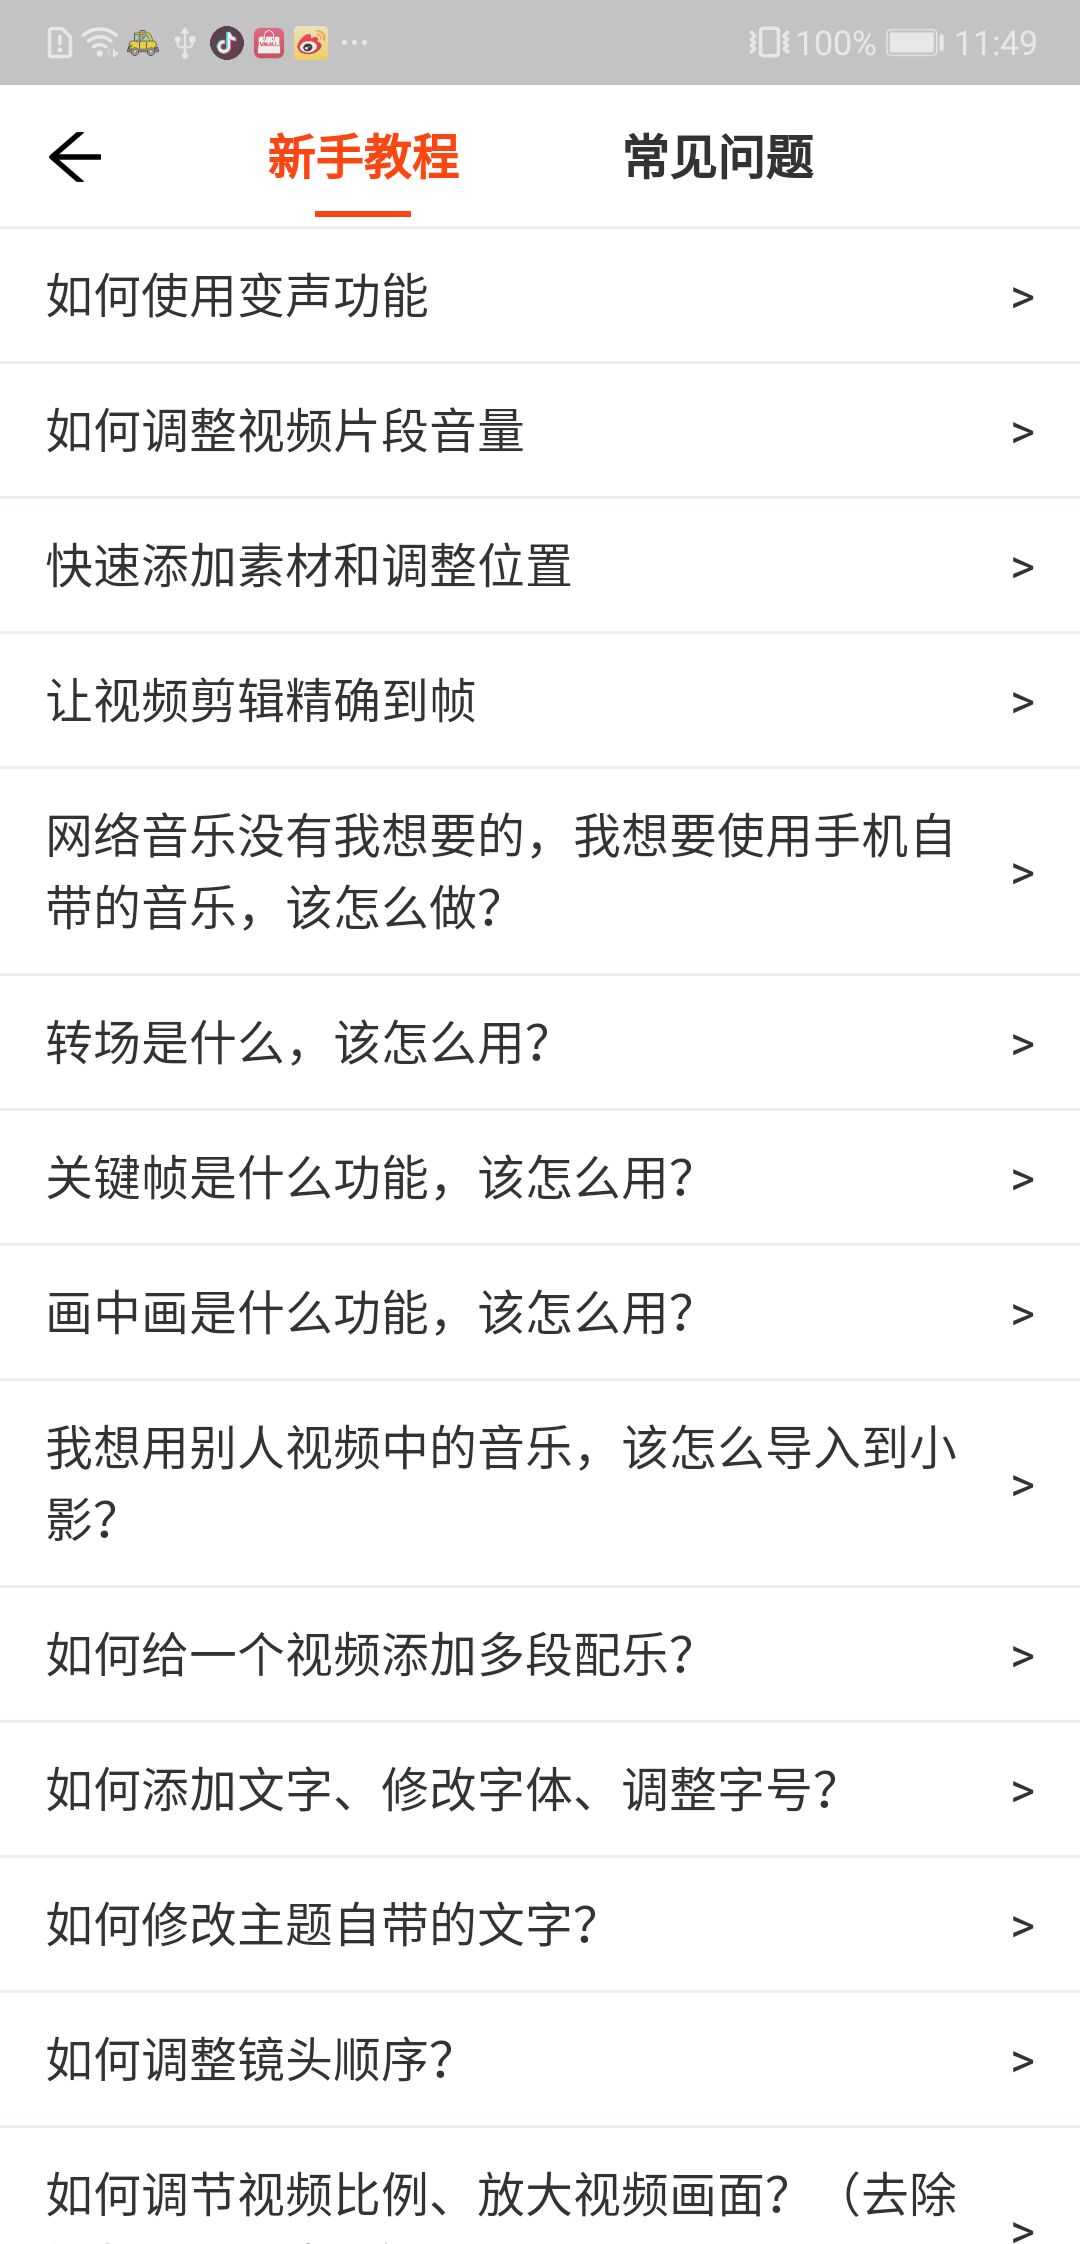 100% 11:49
新手教程 常见问题
如何使用变声功能 >
如何调整视频片段音量 >
快速添加素材和调整位置 >
让视频剪辑精确到帧 >
网络音乐没有我想要的，我想要使用手机自
带的音乐，该怎么做？ >
转场是什么，该怎么用？ >
关键帧是什么功能，该怎么用？ >
画中画是什么功能，该怎么用？ >
我想用别人视频中的音乐，该怎么导入到小
影？ >
如何给一个视频添加多段配乐？ >
如何添加文字、修改字体、调整字号？ >
如何修改主题自带的文字？ >
如何调整镜头顺序？ >
如何调节视频比例、放大视频画面？（去除 >